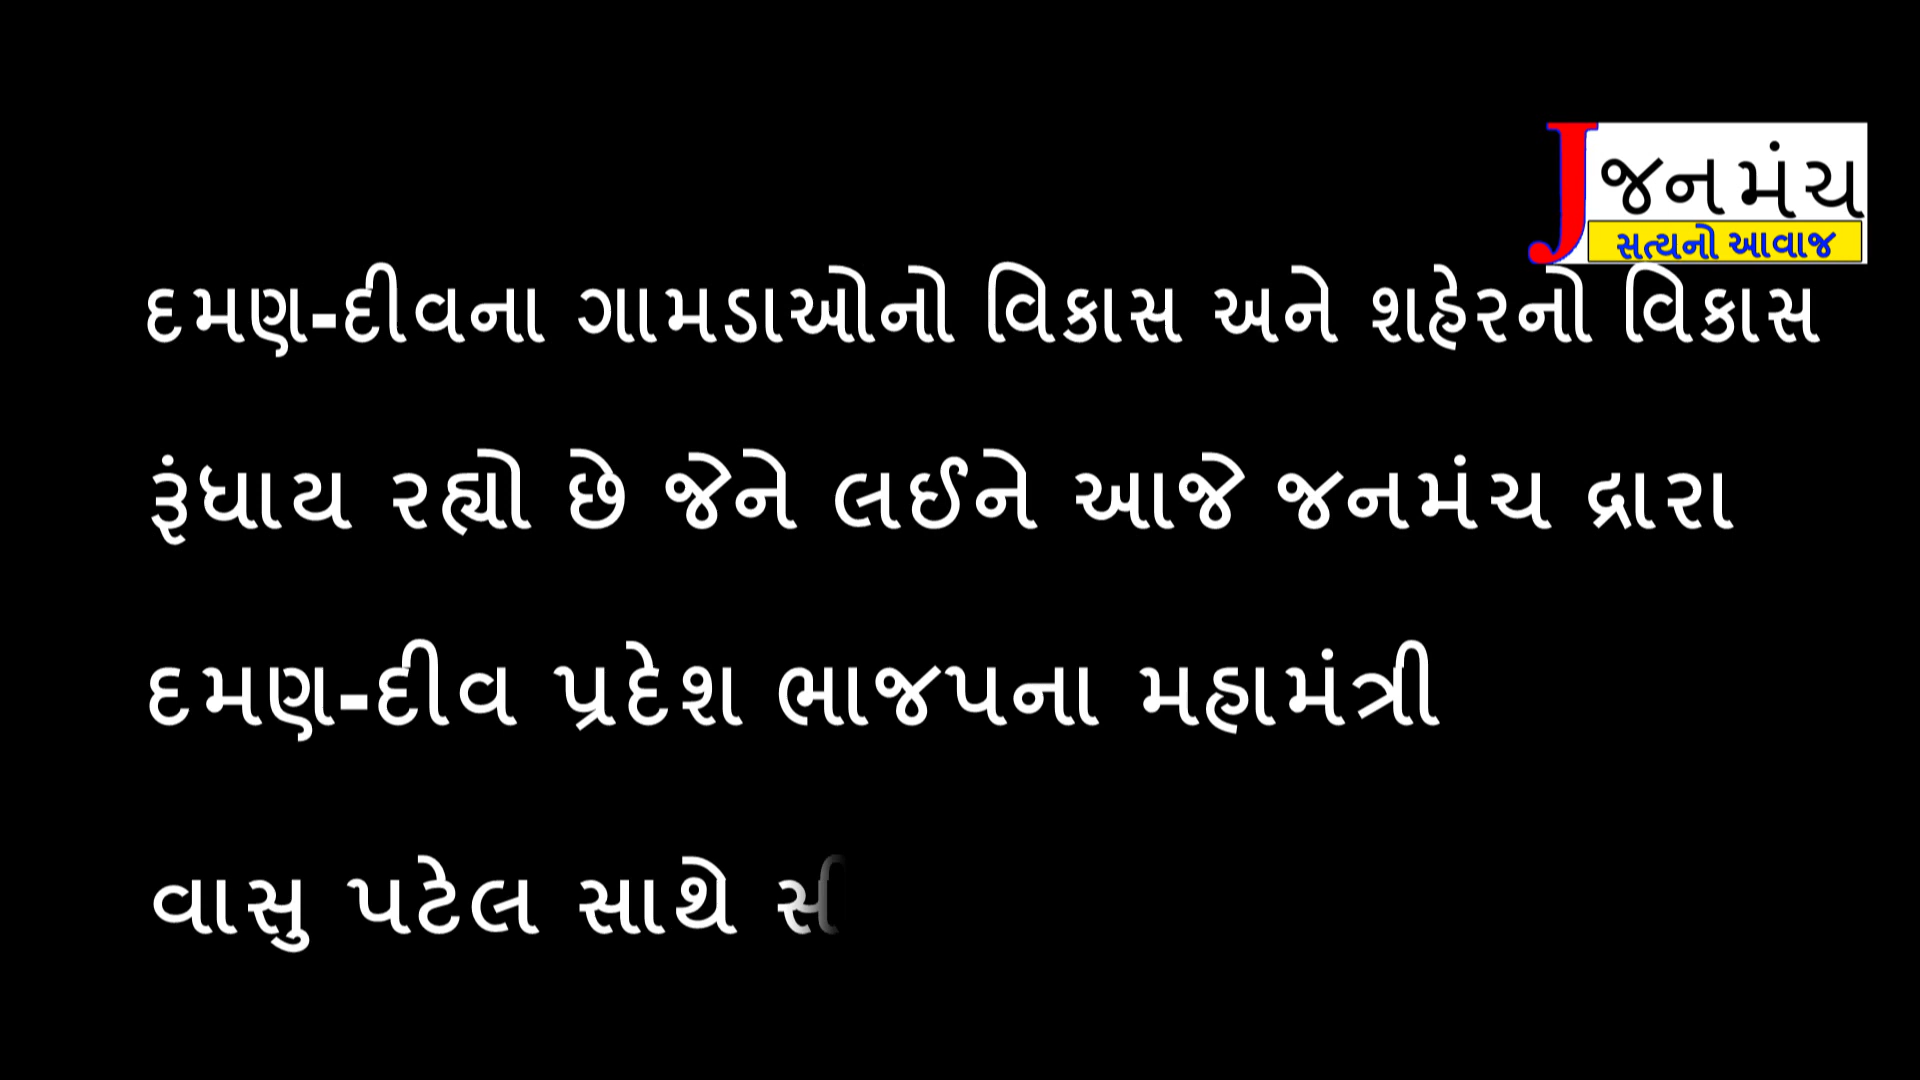 J જનમંચ
સત્યનો આવાજ
દમણ-દીવના ગામડાઓનો વિકાસ અને શહેરનો વિકાસ
રૂંધાય રહ્યો છે જેને લઈને આજે જનમંચ દ્રારા
દમણ-દીવ પ્રદેશ ભાજપના મહામંત્રી
વાસુ પટેલ સાથે